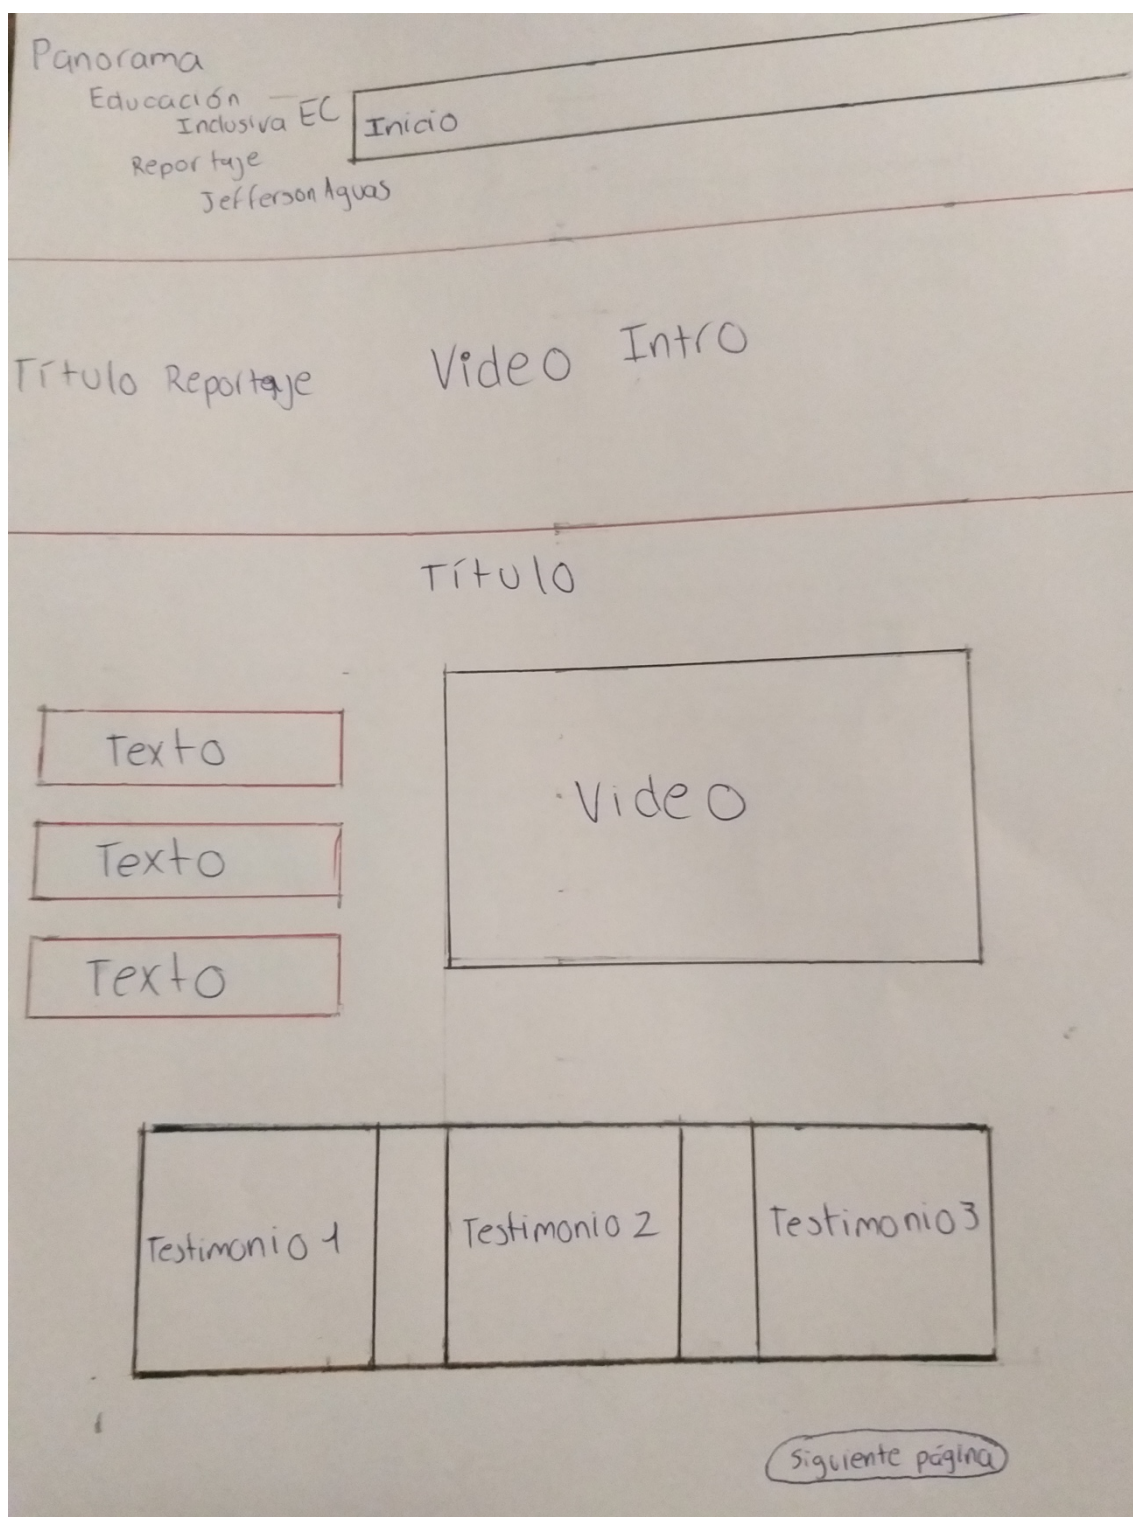 Panorama
Educación
Inclusiva EC
Inicio
Reportaje
Jefferson Aguas
Título Reportaje
Video Intro
Título
Texto
Video
Texto
Texto
Testimonio 1
Testimonio 2
Testimonio 3
Siguiente página